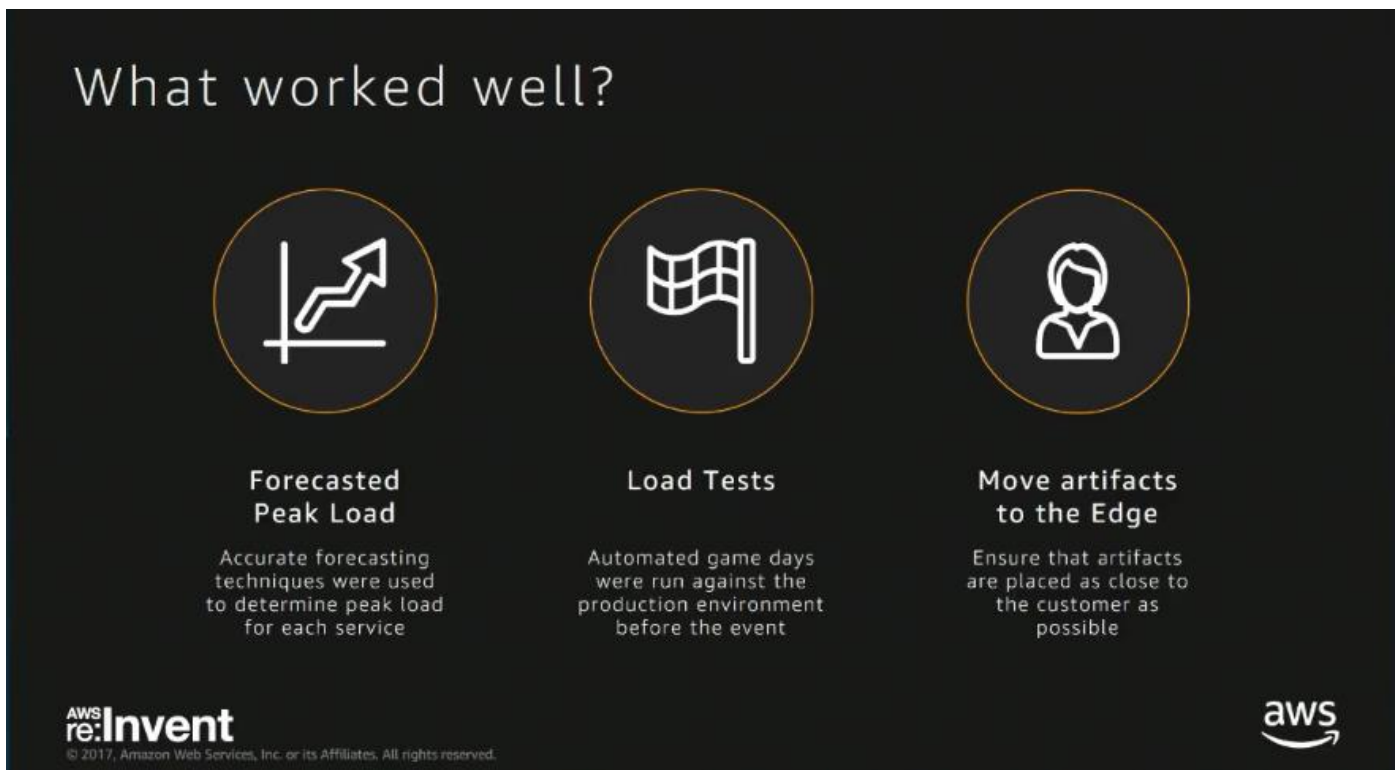 What worked well?
Forecasted
Peak Load
Accurate forecasting
techniques were used
to determine peak load
for each service
Load Tests
Automated game days
were run against the
production environment
before the event
Move artifacts
to the Edge
Ensure that artifacts
are placed as close to
the customer as
possible
AWS
re:Invent
© 2017, Amazon Web Services, Inc. or its Affiliates. All rights reserved.
aws